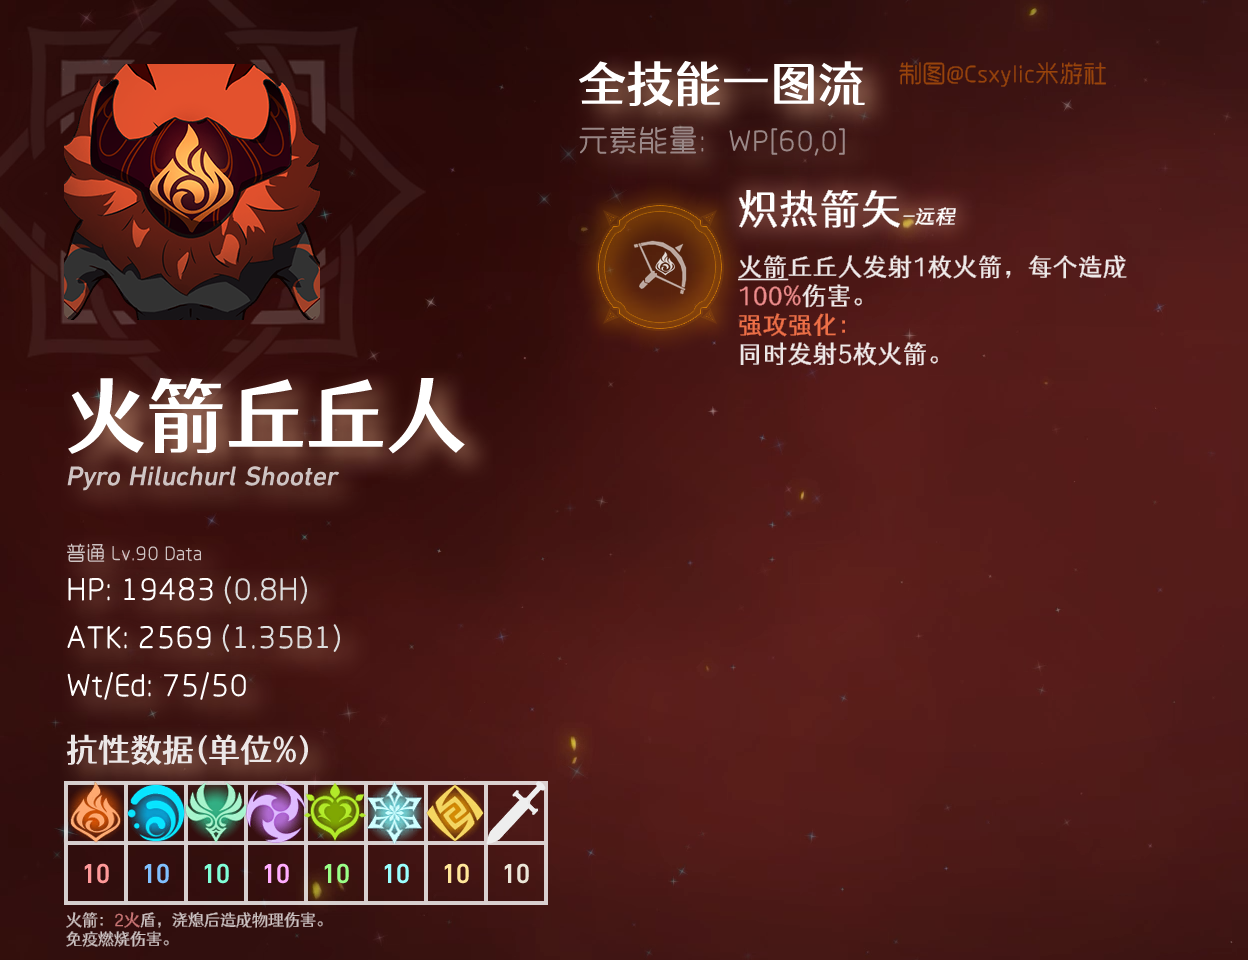 全技能一图流
制图@Csxylic米游社
元素能量： WP[60,0]
炽热箭矢-远程
火箭丘丘人发射1枚火箭，每个造成
100%伤害。
强攻强化：
同时发射5枚火箭。
火箭丘丘人
Pyro Hiluchurl Shooter
普通 Lv.90 Data
HP: 19483 (0.8H)
ATK: 2569 (1.35B1)
Wt/Ed: 75/50
抗性数据(单位%)
10 10 10 10 10 10 10 10
火箭：2火盾，浇熄后造成物理伤害。
免疫燃烧伤害。